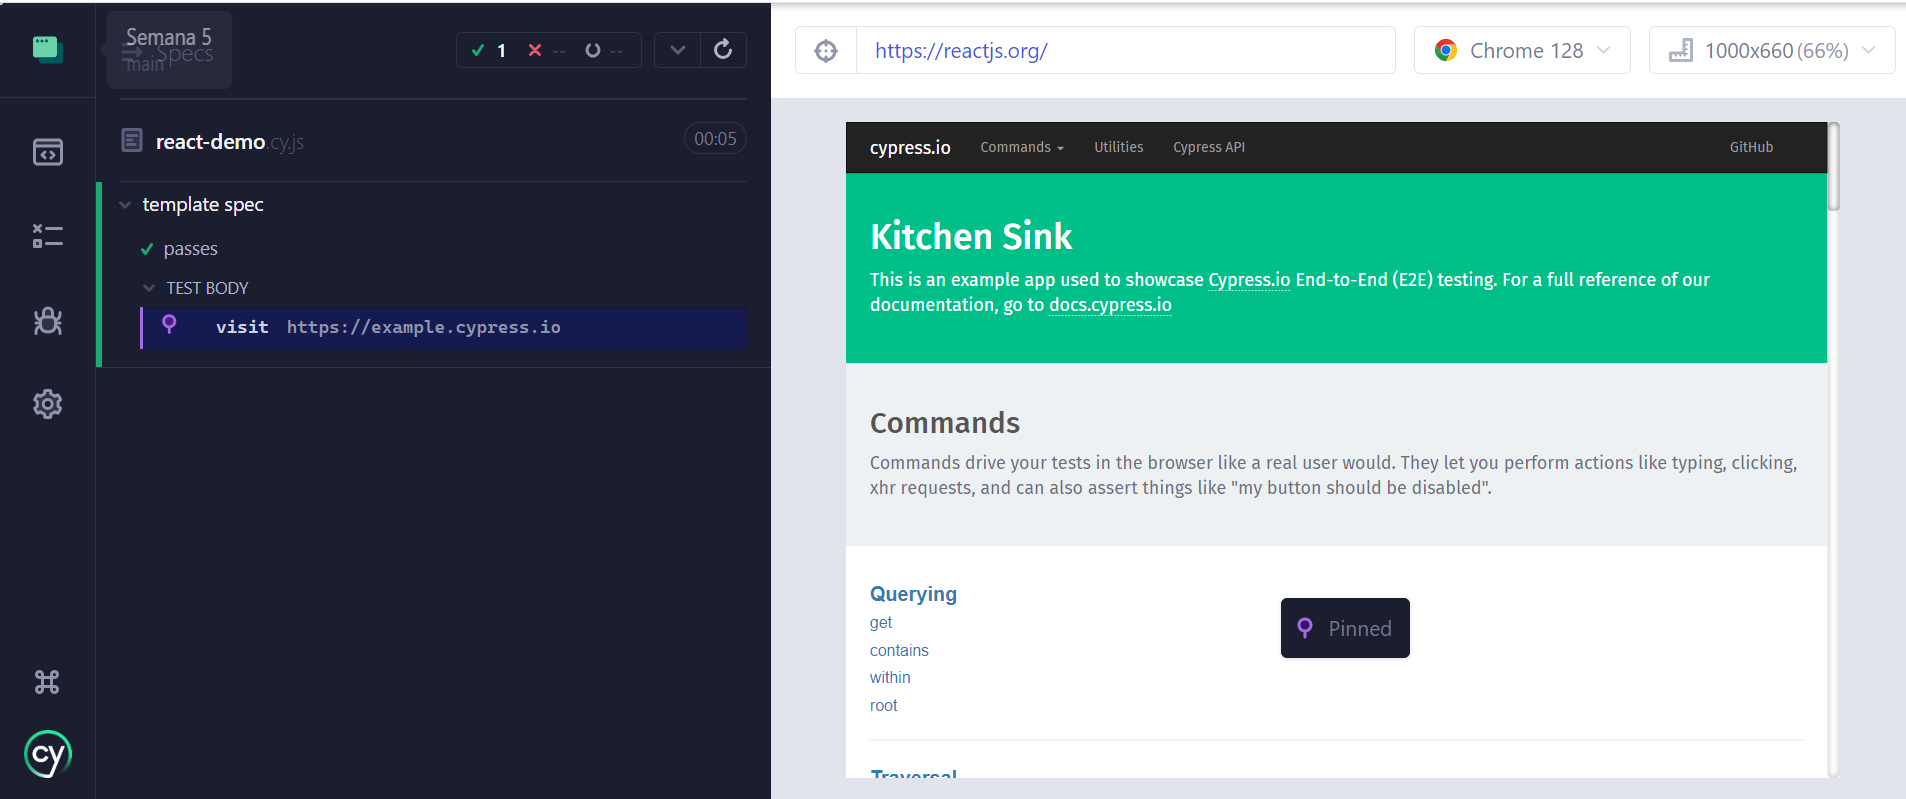 Semana 5
main
Specs
1 -- --
react-demo.cy.js
00:05
template spec
passes
TEST BODY
visit https://example.cypress.io
cy
https://reactjs.org/
Chrome 128
1000x660 (66%)
cypress.io Commands Utilities Cypress API GitHub
Kitchen Sink
This is an example app used to showcase Cypress.io End-to-End (E2E) testing. For a full reference of our
documentation, go to docs.cypress.io
Commands
Commands drive your tests in the browser like a real user would. They let you perform actions like typing, clicking,
xhr requests, and can also assert things like "my button should be disabled".
Querying
get
contains
within
root
Pinned
Traversal